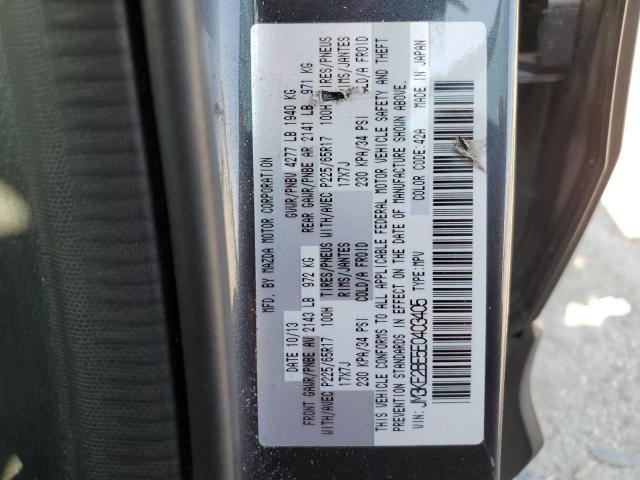 MFD. BY MAZDA MOTOR CORPORATION
DATE 10/13 GVWR/PNBV 4277 LB 1940 KG
FRONT GAWR/PNBE AV 2143 LB 972 KG REAR GAWR/PNBE AR 2141 LB 971 KG
WITH/AVEC P225/65R17 100H TIRES/PNEUS WITH/AVEC P225/65R17 100H TIRES/PNEUS
17X7J RIMS/JANTES 17X7J RIMS/JANTES
230 KPA/34 PSI COLD/A FROID 230 KPA/34 PSI COLD/A FROID
THIS VEHICLE CONFORMS TO ALL APPLICABLE FEDERAL MOTOR VEHICLE SAFETY AND THEFT
PREVENTION STANDARDS IN EFFECT ON THE DATE OF MANUFACTURE SHOWN ABOVE.
VIN: JM3KE2BE5E0403405 TYPE:MPV COLOR CODE:42A MADE IN JAPAN